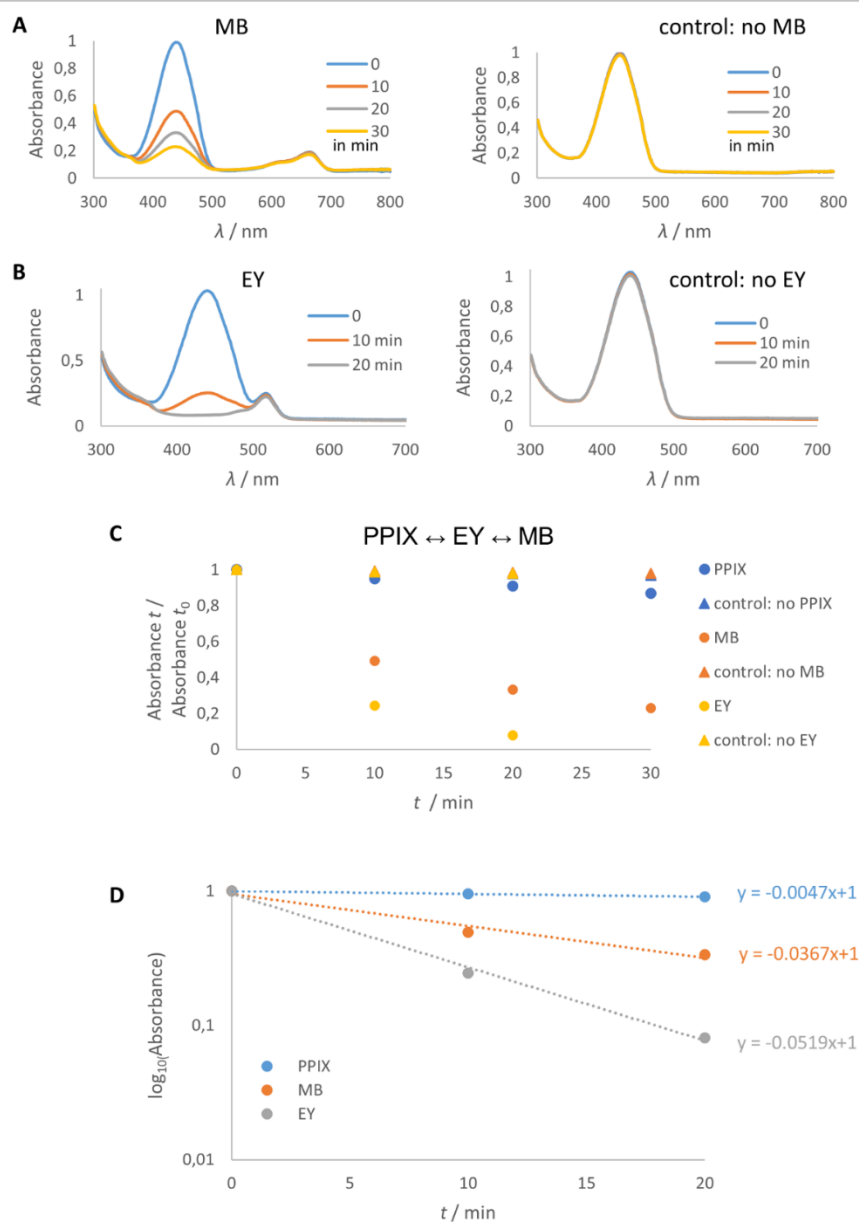 A
MB
Absorbance
1
0,8
0,6
0,4
0,2
0
300 400 500 600 700 800
λ / nm
0
10
20
30
in min
control: no MB
Absorbance
1
0,8
0,6
0,4
0,2
0
300 400 500 600 700 800
λ / nm
0
10
20
30
in min
B
EY
Absorbance
1
0,5
0
300 400 500 600 700
λ / nm
0
10 min
20 min
control: no EY
Absorbance
1
0,8
0,6
0,4
0,2
0
300 400 500 600 700
λ / nm
0
10 min
20 min
C
PPIX ↔ EY ↔ MB
Absorbance t /
Absorbance t₀
1
0,8
0,6
0,4
0,2
0
0 5 10 15 20 25 30
t / min
PPIX
control: no PPIX
MB
control: no MB
EY
control: no EY
D
log₁₀(Absorbance)
1
0,1
0,01
0 5 10 15 20
t / min
PPIX
MB
EY
y = -0.0047x+1
y = -0.0367x+1
y = -0.0519x+1